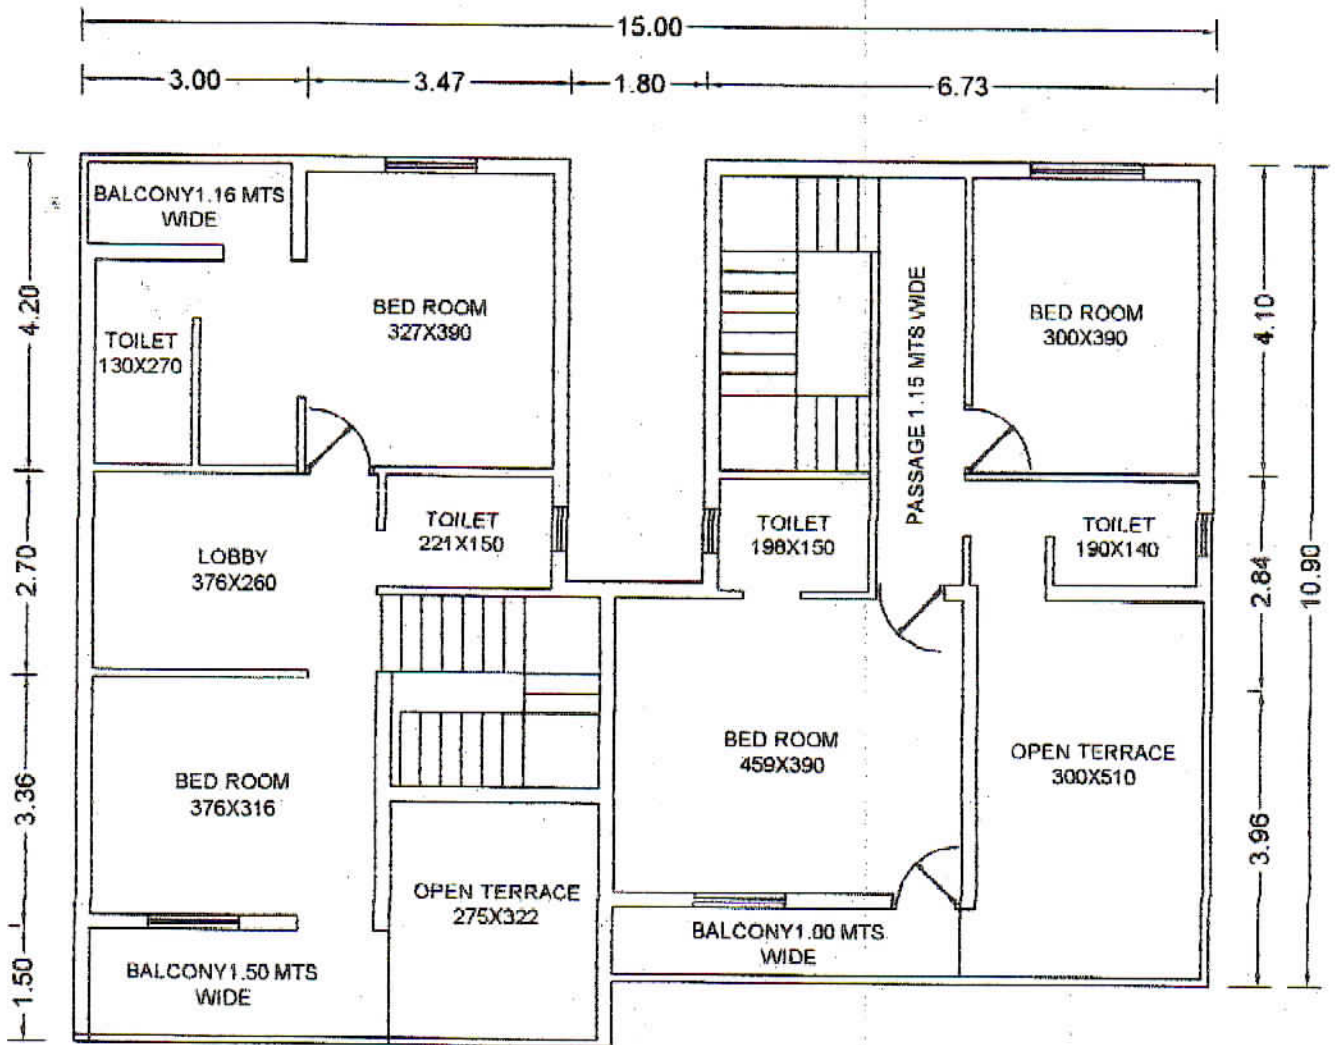 15.00
3.00 3.47 1.80 6.73
BALCONY1.16 MTS
WIDE
4.20
BED ROOM
327X390
TOILET
130X270
PASSAGE 1.15 MTS WIDE
BED ROOM
300X390
4.10
10.90
2.70
LOBBY
376X260
TOILET
221X150
TOILET
198X150
TOILET
190X140
2.84
3.36
BED ROOM
376X316
BED ROOM
459X390
OPEN TERRACE
300X510
3.96
OPEN TERRACE
275X322
BALCONY1.00 MTS
WIDE
1.50
BALCONY1.50 MTS
WIDE